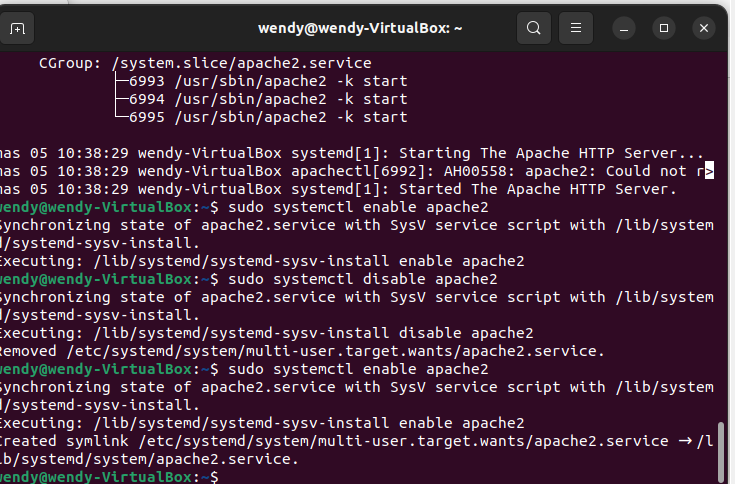 wendy@wendy-VirtualBox: ~
CGroup: /system.slice/apache2.service
├─6993 /usr/sbin/apache2 -k start
├─6994 /usr/sbin/apache2 -k start
└─6995 /usr/sbin/apache2 -k start
mas 05 10:38:29 wendy-VirtualBox systemd[1]: Starting The Apache HTTP Server...
mas 05 10:38:29 wendy-VirtualBox apachectl[6992]: AH00558: apache2: Could not r>
mas 05 10:38:29 wendy-VirtualBox systemd[1]: Started The Apache HTTP Server.
wendy@wendy-VirtualBox:~$ sudo systemctl enable apache2
Synchronizing state of apache2.service with SysV service script with /lib/system
d/systemd-sysv-install.
Executing: /lib/systemd/systemd-sysv-install enable apache2
wendy@wendy-VirtualBox:~$ sudo systemctl disable apache2
Synchronizing state of apache2.service with SysV service script with /lib/system
d/systemd-sysv-install.
Executing: /lib/systemd/systemd-sysv-install disable apache2
Removed /etc/systemd/system/multi-user.target.wants/apache2.service.
wendy@wendy-VirtualBox:~$ sudo systemctl enable apache2
Synchronizing state of apache2.service with SysV service script with /lib/system
d/systemd-sysv-install.
Executing: /lib/systemd/systemd-sysv-install enable apache2
Created symlink /etc/systemd/system/multi-user.target.wants/apache2.service → /l
ib/systemd/system/apache2.service.
wendy@wendy-VirtualBox:~$